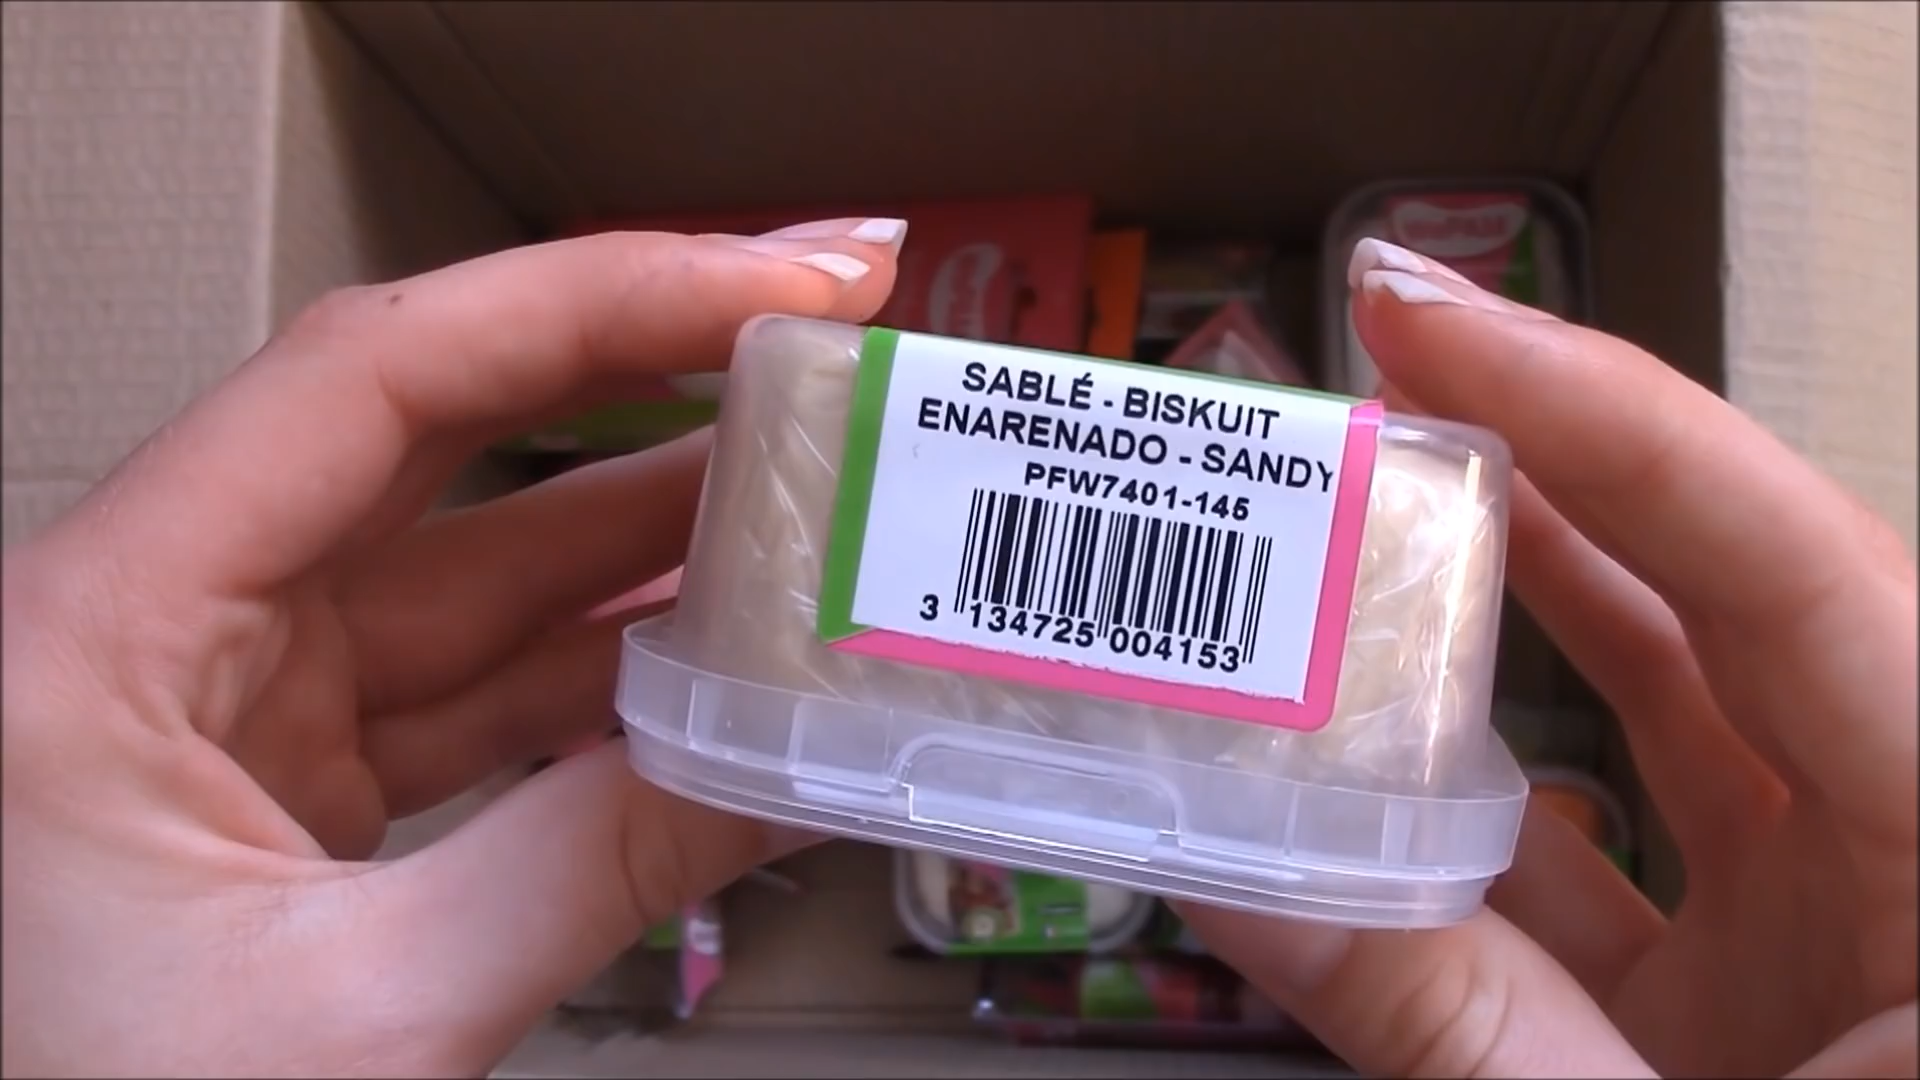 SABLÉ - BISKUIT
ENARENADO - SANDY
PFW7401-145
3 134725 004153